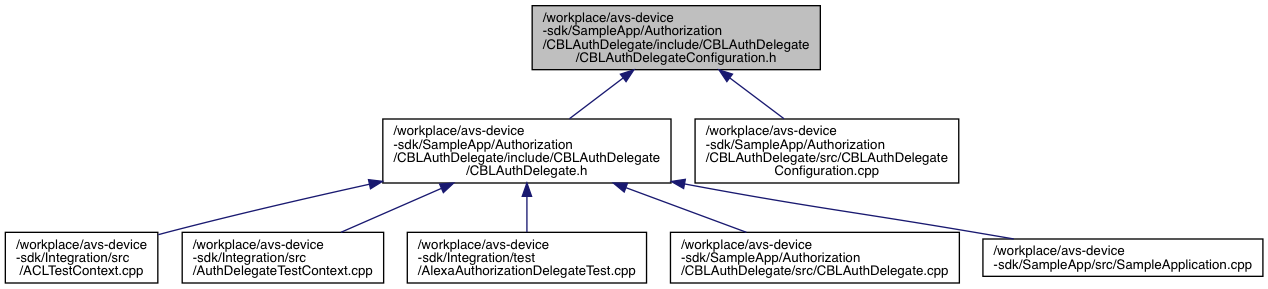 /workplace/avs-device
-sdk/SampleApp/Authorization
/CBLAuthDelegate/include/CBLAuthDelegate
/CBLAuthDelegateConfiguration.h
/workplace/avs-device
-sdk/SampleApp/Authorization
/CBLAuthDelegate/include/CBLAuthDelegate
/CBLAuthDelegate.h
/workplace/avs-device
-sdk/SampleApp/Authorization
/CBLAuthDelegate/src/CBLAuthDelegate
Configuration.cpp
/workplace/avs-device
-sdk/Integration/src
/ACLTestContext.cpp
/workplace/avs-device
-sdk/Integration/src
/AuthDelegateTestContext.cpp
/workplace/avs-device
-sdk/Integration/test
/AlexaAuthorizationDelegateTest.cpp
/workplace/avs-device
-sdk/SampleApp/Authorization
/CBLAuthDelegate/src/CBLAuthDelegate.cpp
/workplace/avs-device
-sdk/SampleApp/src/SampleApplication.cpp